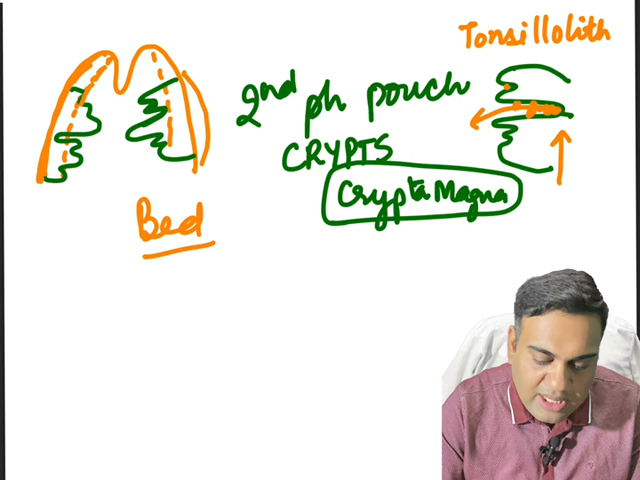 Tonsillolith
2nd ph pouch
CRYPTS
Crypta Magna
Bed